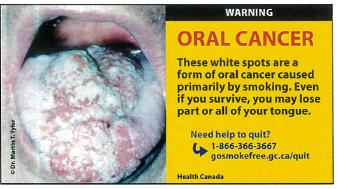 WARNING
ORAL CANCER
These white spots are a
form of oral cancer caused
primarily by smoking. Even
if you survive, you may lose
part or all of your tongue.
Need help to quit?
1-866-366-3667
gosmokefree.gc.ca/quit
Health Canada
© Dr. Martin T. Tyler